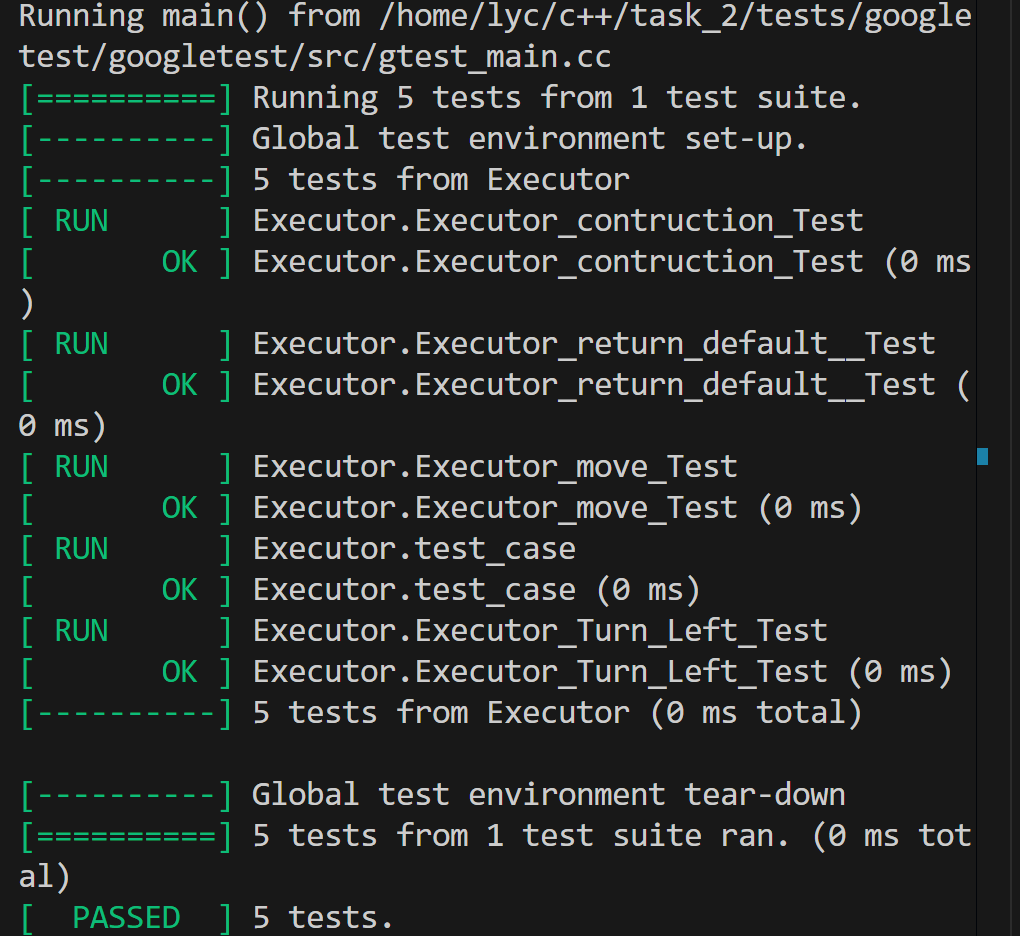 Running main() from /home/lyc/c++/task_2/tests/google
test/googletest/src/gtest_main.cc
[==========] Running 5 tests from 1 test suite.
[----------] Global test environment set-up.
[----------] 5 tests from Executor
[ RUN      ] Executor.Executor_contruction_Test
[       OK ] Executor.Executor_contruction_Test (0 ms
)
[ RUN      ] Executor.Executor_return_default__Test
[       OK ] Executor.Executor_return_default__Test (
0 ms)
[ RUN      ] Executor.Executor_move_Test
[       OK ] Executor.Executor_move_Test (0 ms)
[ RUN      ] Executor.test_case
[       OK ] Executor.test_case (0 ms)
[ RUN      ] Executor.Executor_Turn_Left_Test
[       OK ] Executor.Executor_Turn_Left_Test (0 ms)
[----------] 5 tests from Executor (0 ms total)

[----------] Global test environment tear-down
[==========] 5 tests from 1 test suite ran. (0 ms tot
al)
[  PASSED  ] 5 tests.